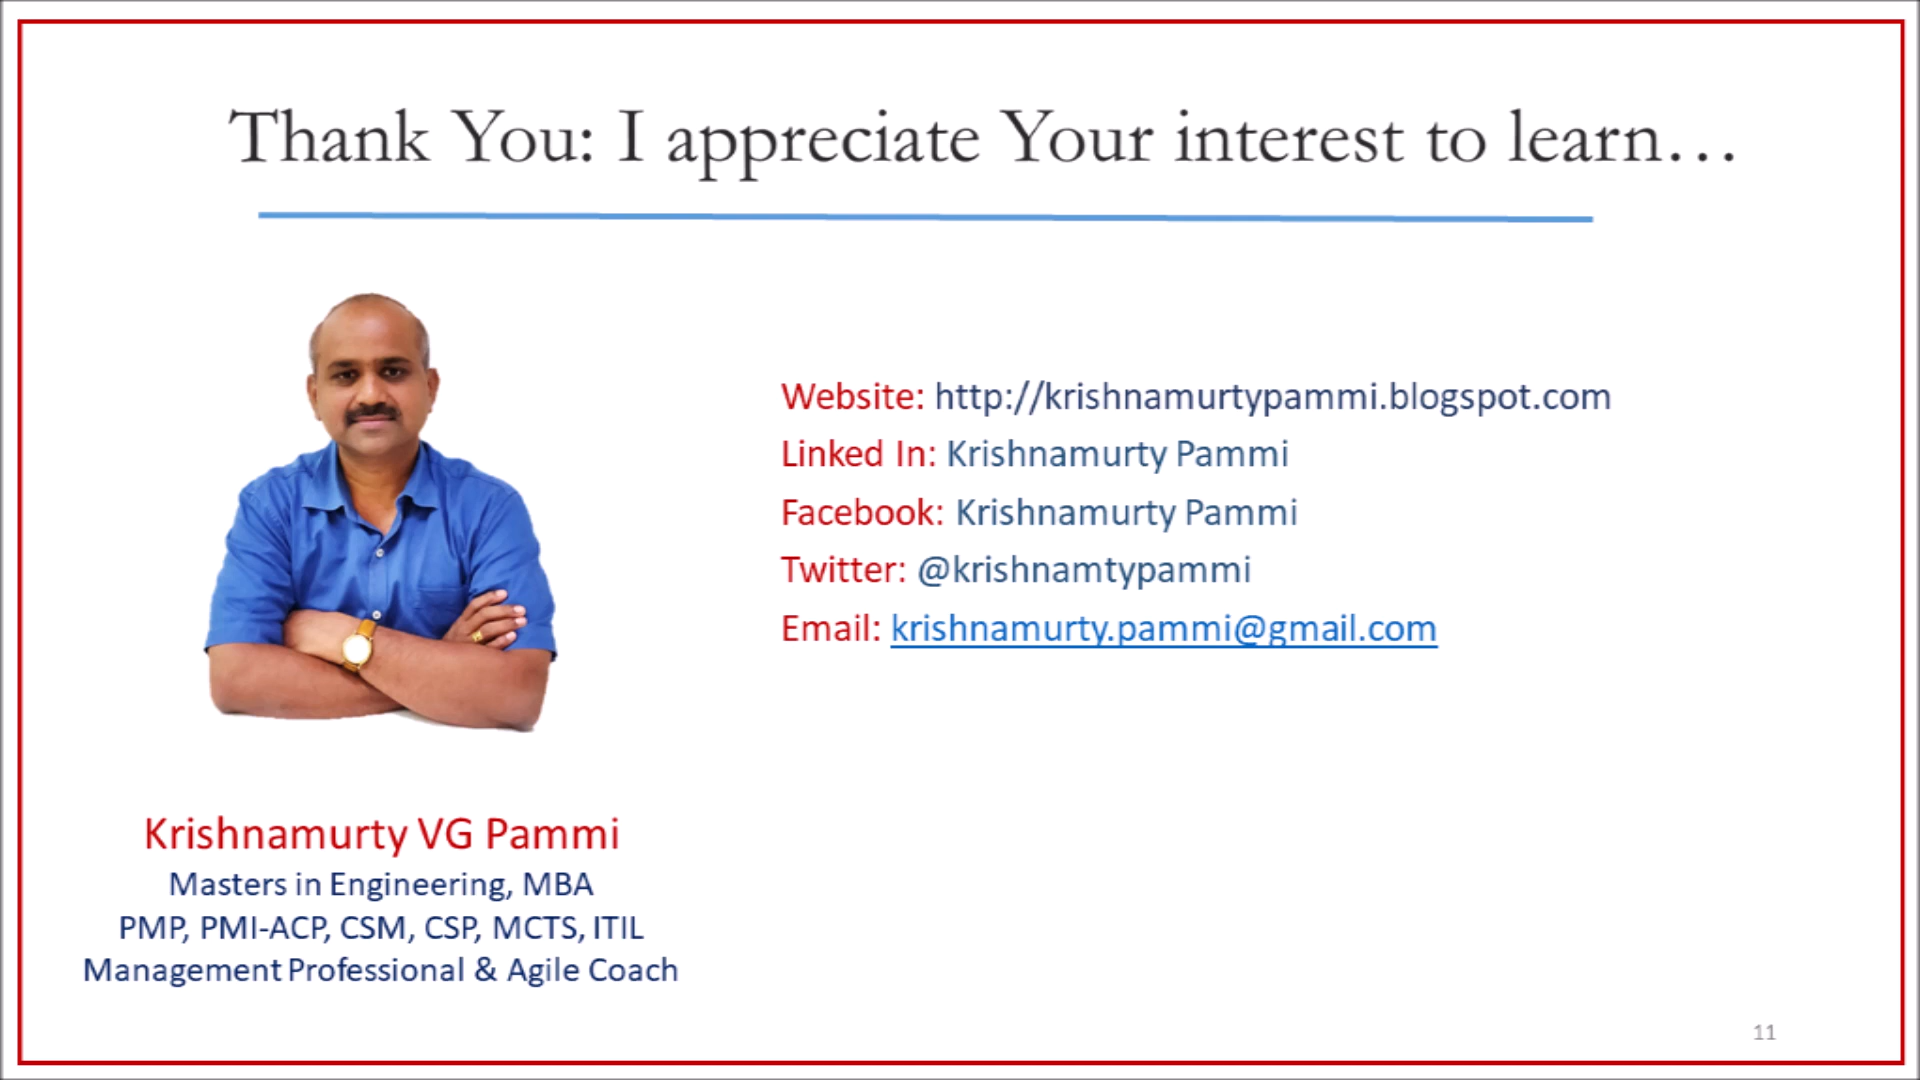 Thank You: I appreciate Your interest to learn...
Website: http://krishnamurtypammi.blogspot.com
Linked In: Krishnamurty Pammi
Facebook: Krishnamurty Pammi
Twitter: @krishnamtypammi
Email: krishnamurty.pammi@gmail.com
Krishnamurty VG Pammi
Masters in Engineering, MBA
PMP, PMI-ACP, CSM, CSP, MCTS, ITIL
Management Professional & Agile Coach
11